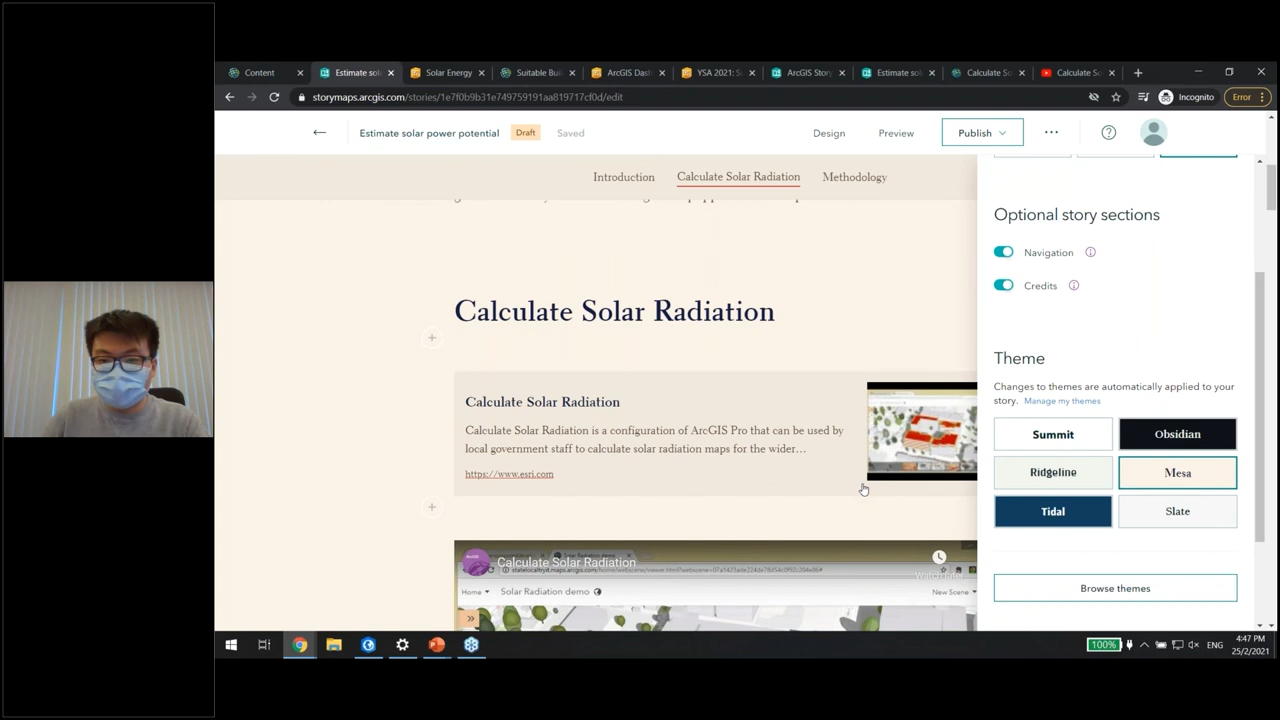 Content
Estimate sol
Solar Energy
Suitable Buil
ArcGIS Dash
YSA 2021: S
ArcGIS Story
Estimate so
Calculate So
Calculate So
storymaps.arcgis.com/stories/1e7f0b9b31e749759191aa819717cf0d/edit
Incognito
Error
Estimate solar power potential
Draft
Saved
Design
Preview
Publish
Introduction
Calculate Solar Radiation
Methodology
Calculate Solar Radiation
Calculate Solar Radiation
Calculate Solar Radiation is a configuration of ArcGIS Pro that can be used by
local government staff to calculate solar radiation maps for the wider…
https://www.esri.com
Calculate Solar Radiation
Home
Solar Radiation demo
New Scene
Optional story sections
Navigation
Credits
Theme
Changes to themes are automatically applied to your
story. Manage my themes
Summit
Obsidian
Ridgeline
Mesa
Tidal
Slate
Browse themes
100%
ENG
4:47 PM
25/2/2021